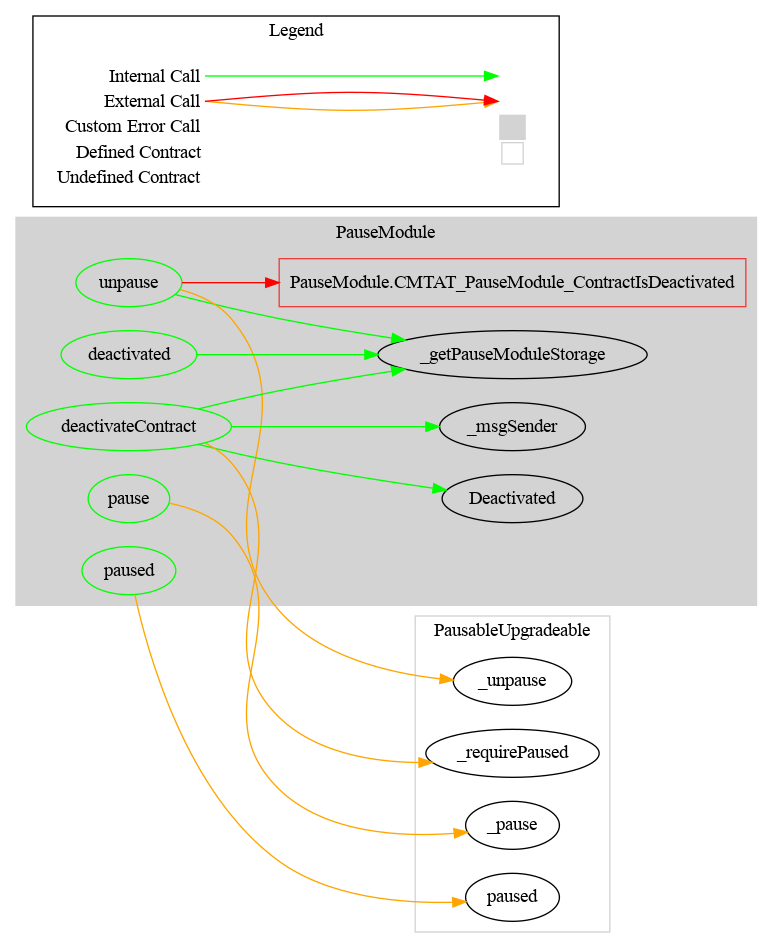 Legend
Internal Call
External Call
Custom Error Call
Defined Contract
Undefined Contract
PauseModule
unpause
PauseModule.CMTAT_PauseModule_ContractIsDeactivated
deactivated
_getPauseModuleStorage
deactivateContract
_msgSender
pause
Deactivated
paused
PausableUpgradeable
_unpause
_requirePaused
_pause
paused